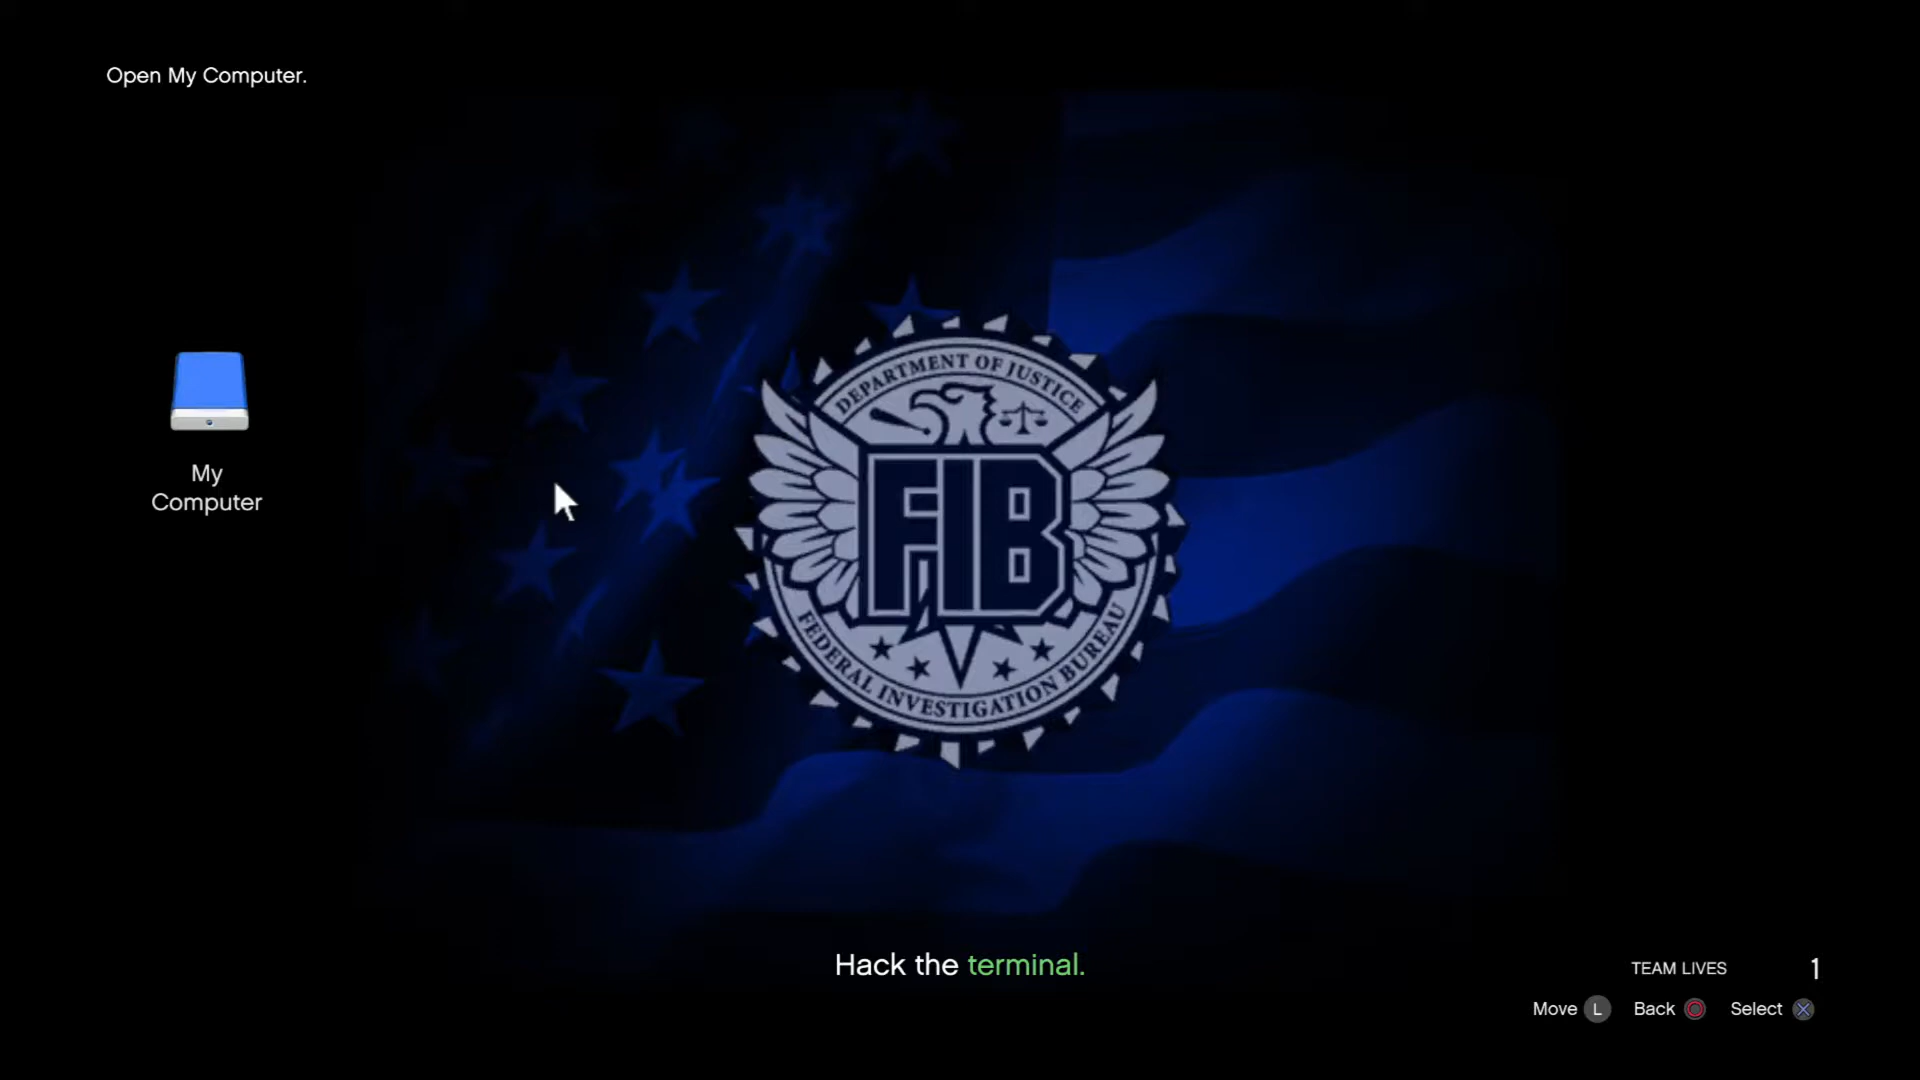 Open My Computer.
DEPARTMENT OF JUSTICE
My
Computer
FIB
FEDERAL INVESTIGATION BUREAU
Hack the terminal.
TEAM LIVES 1
Move L Back Select